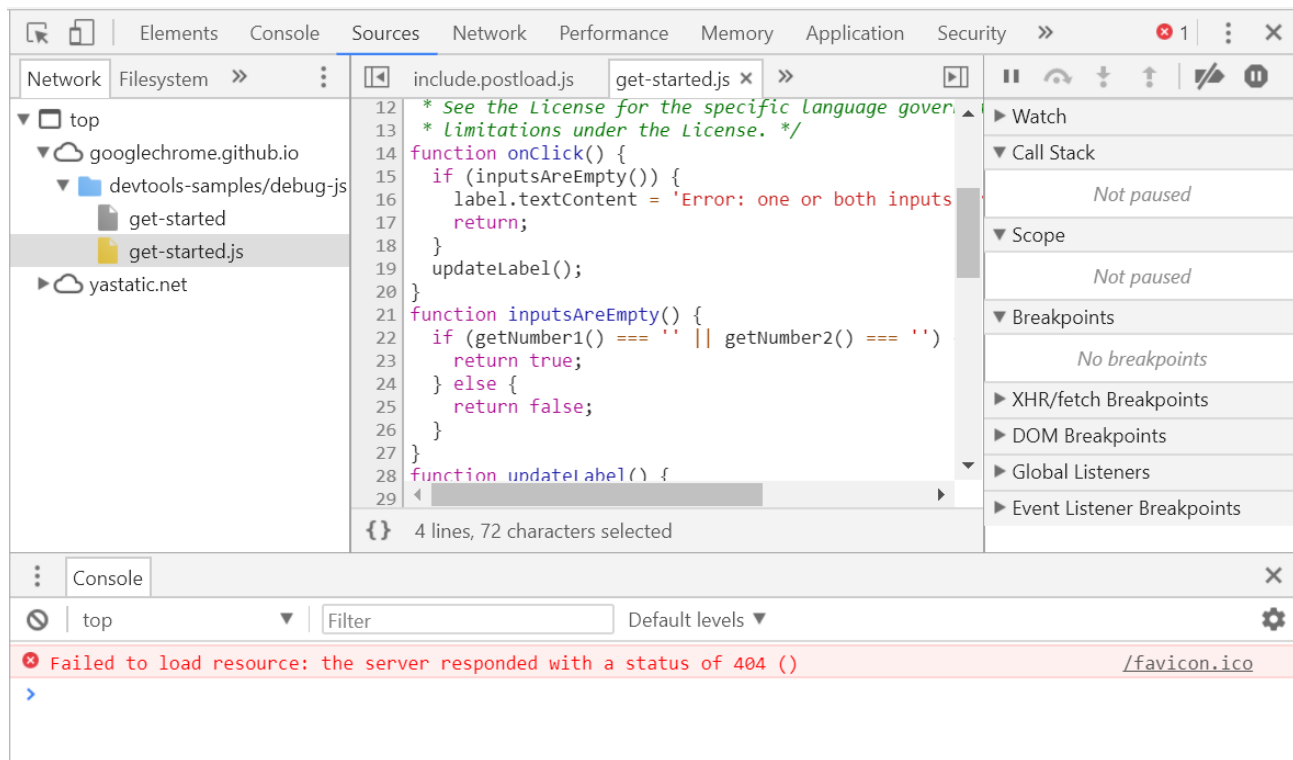 Elements Console Sources Network Performance Memory Application Security » 1
Network Filesystem »
include.postload.js get-started.js × »
top
googlechrome.github.io
devtools-samples/debug-js
get-started
get-started.js
yastatic.net
12 * See the License for the specific language gover
13 * limitations under the License. */
14 function onClick() {
15 if (inputsAreEmpty()) {
16 label.textContent = 'Error: one or both inputs
17 return;
18 }
19 updateLabel();
20 }
21 function inputsAreEmpty() {
22 if (getNumber1() === '' || getNumber2() === '')
23 return true;
24 } else {
25 return false;
26 }
27 }
28 function updateLabel() {
29
{} 4 lines, 72 characters selected
Watch
Call Stack
Not paused
Scope
Not paused
Breakpoints
No breakpoints
XHR/fetch Breakpoints
DOM Breakpoints
Global Listeners
Event Listener Breakpoints
Console
top Filter Default levels
Failed to load resource: the server responded with a status of 404 () /favicon.ico
>